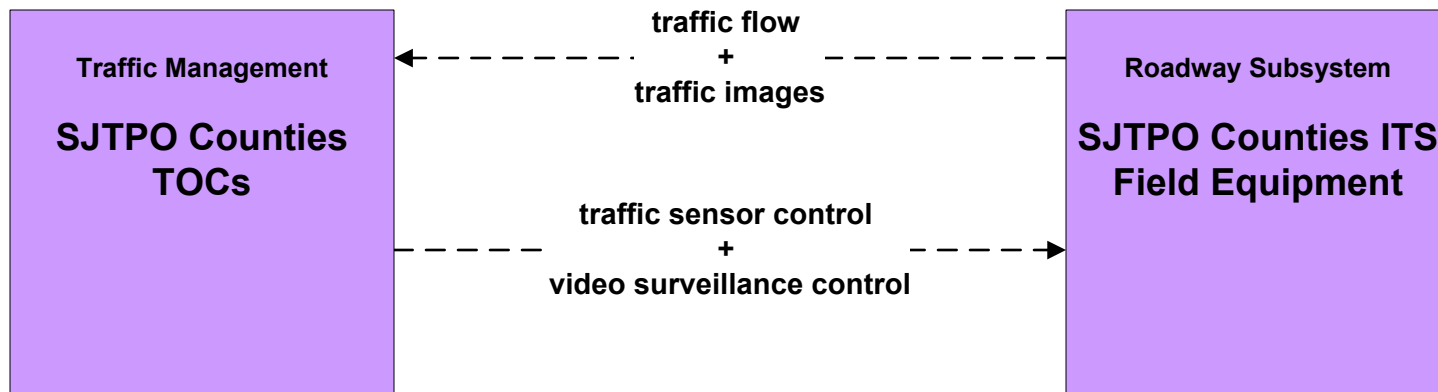 Traffic Management
SJTPO Counties
TOCs
traffic flow
+
traffic images
traffic sensor control
+
video surveillance control
Roadway Subsystem
SJTPO Counties ITS
Field Equipment